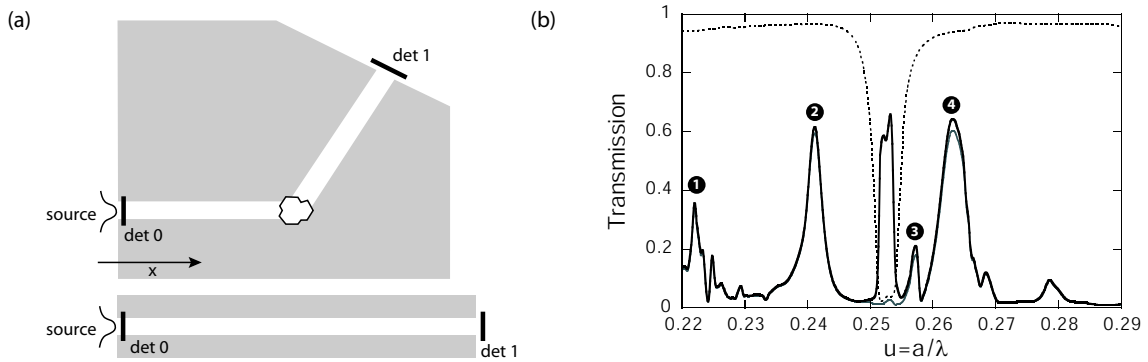 (a)
det 1
source
det 0
x
source
det 0
det 1
(b)
Transmission
1
0.8
0.6
0.4
0.2
0
1
2
3
4
0.22 0.23 0.24 0.25 0.26 0.27 0.28 0.29
u=a/λ